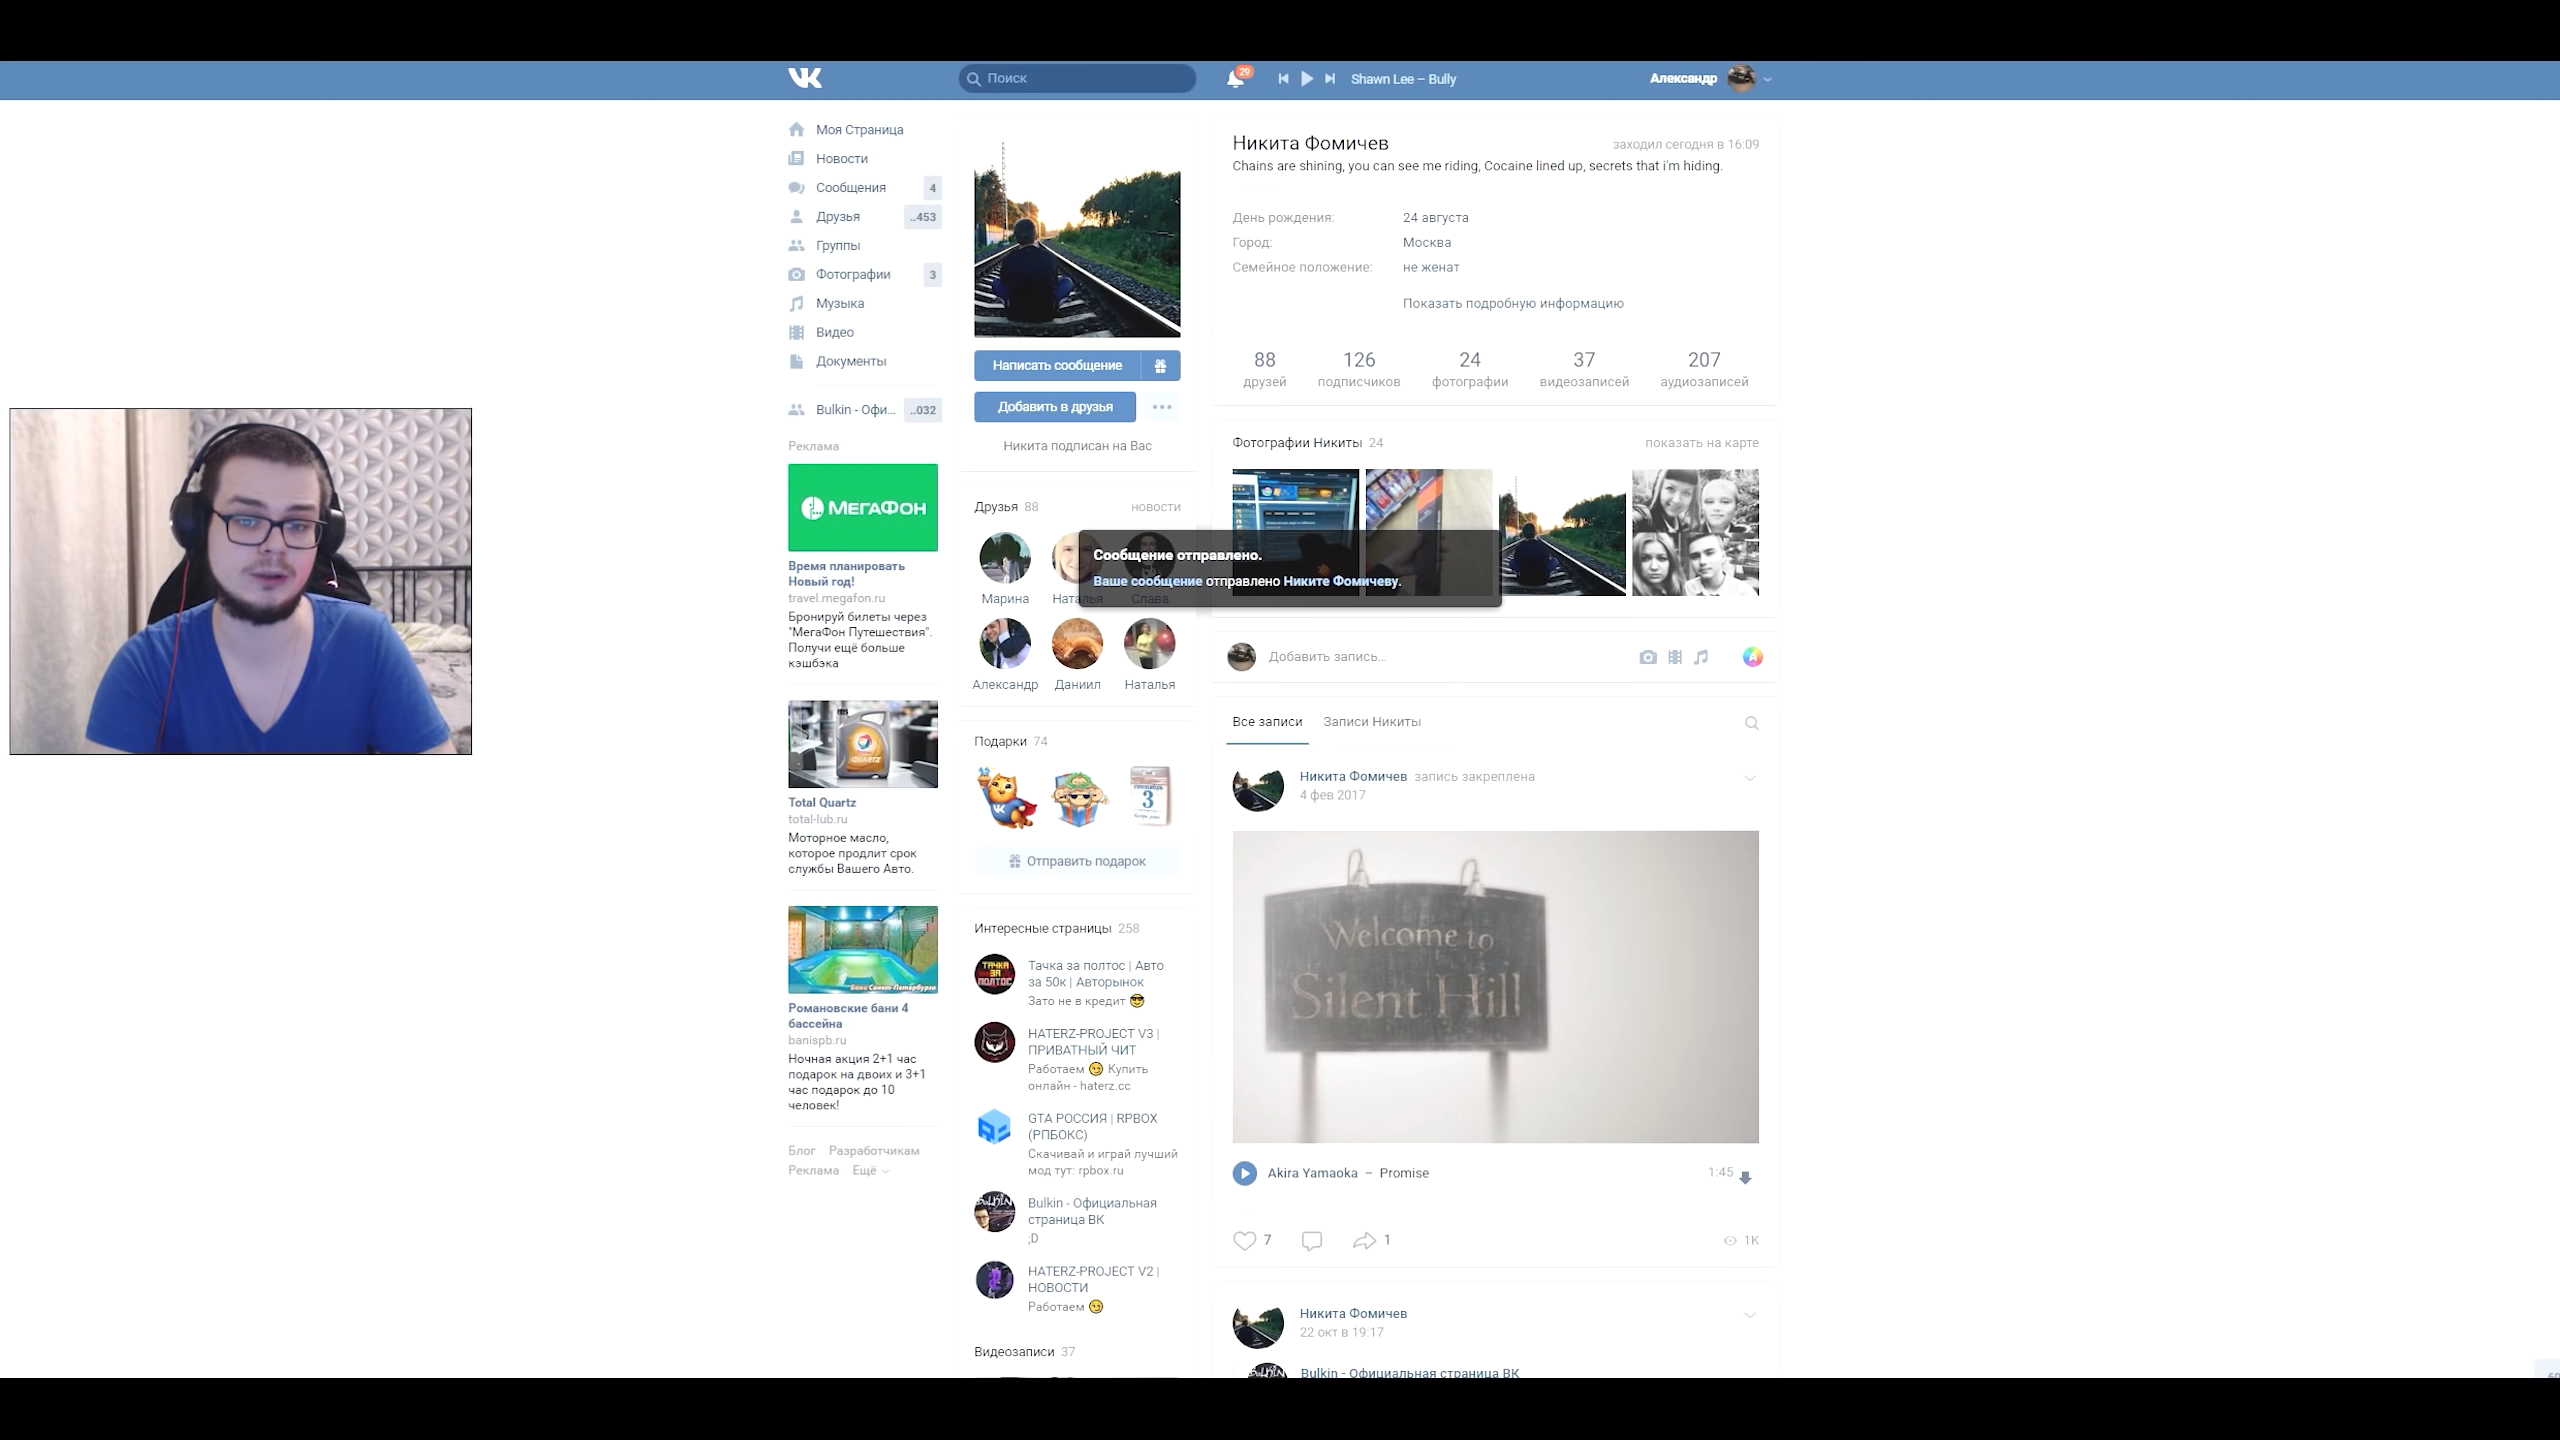 Поиск
29
Shawn Lee – Bully
Александр
Моя Страница
Новости
Сообщения 4
Друзья ..453
Группы
Фотографии 3
Музыка
Видео
Документы
Bulkin - Офи... ..032
Реклама
МЕГАФОН
Время планировать
Новый год!
travel.megafon.ru
Бронируй билеты через
"МегаФон Путешествия".
Получи ещё больше
кэшбэка
QUARTZ
Total Quartz
total-lub.ru
Моторное масло,
которое продлит срок
службы Вашего Авто.
Бани Санкт-Петербурга
Романовские бани 4
бассейна
banispb.ru
Ночная акция 2+1 час
подарок на двоих и 3+1
час подарок до 10
человек!
Блог Разработчикам
Реклама Ещё
Написать сообщение
Добавить в друзья
Никита подписан на Вас
Друзья 88 новости
Марина Наталья Слава
Александр Даниил Наталья
Подарки 74
3
Отправить подарок
Интересные страницы 258
ТАЧКА
ЗА
ПОЛТОС
Тачка за полтос | Авто
за 50к | Авторынок
Зато не в кредит
HATERZ-PROJECT V3 |
ПРИВАТНЫЙ ЧИТ
Работаем Купить
онлайн - haterz.cc
GTA РОССИЯ | RPBOX
(РПБОКС)
Скачивай и играй лучший
мод тут: rpbox.ru
Bulkin - Официальная
страница ВК
;D
HATERZ-PROJECT V2 |
НОВОСТИ
Работаем
Видеозаписи 37
Никита Фомичев заходил сегодня в 16:09
Chains are shining, you can see me riding, Cocaine lined up, secrets that i'm hiding.
День рождения: 24 августа
Город: Москва
Семейное положение: не женат
Показать подробную информацию
88 126 24 37 207
друзей подписчиков фотографии видеозаписей аудиозаписей
Фотографии Никиты 24 показать на карте
Сообщение отправлено.
Ваше сообщение отправлено Никите Фомичеву.
Добавить запись...
Все записи Записи Никиты
Никита Фомичев запись закреплена
4 фев 2017
Welcome to
Silent Hill
Akira Yamaoka – Promise 1:45
7 1 1K
Никита Фомичев
22 окт в 19:17
Bulkin - Официальная страница ВК